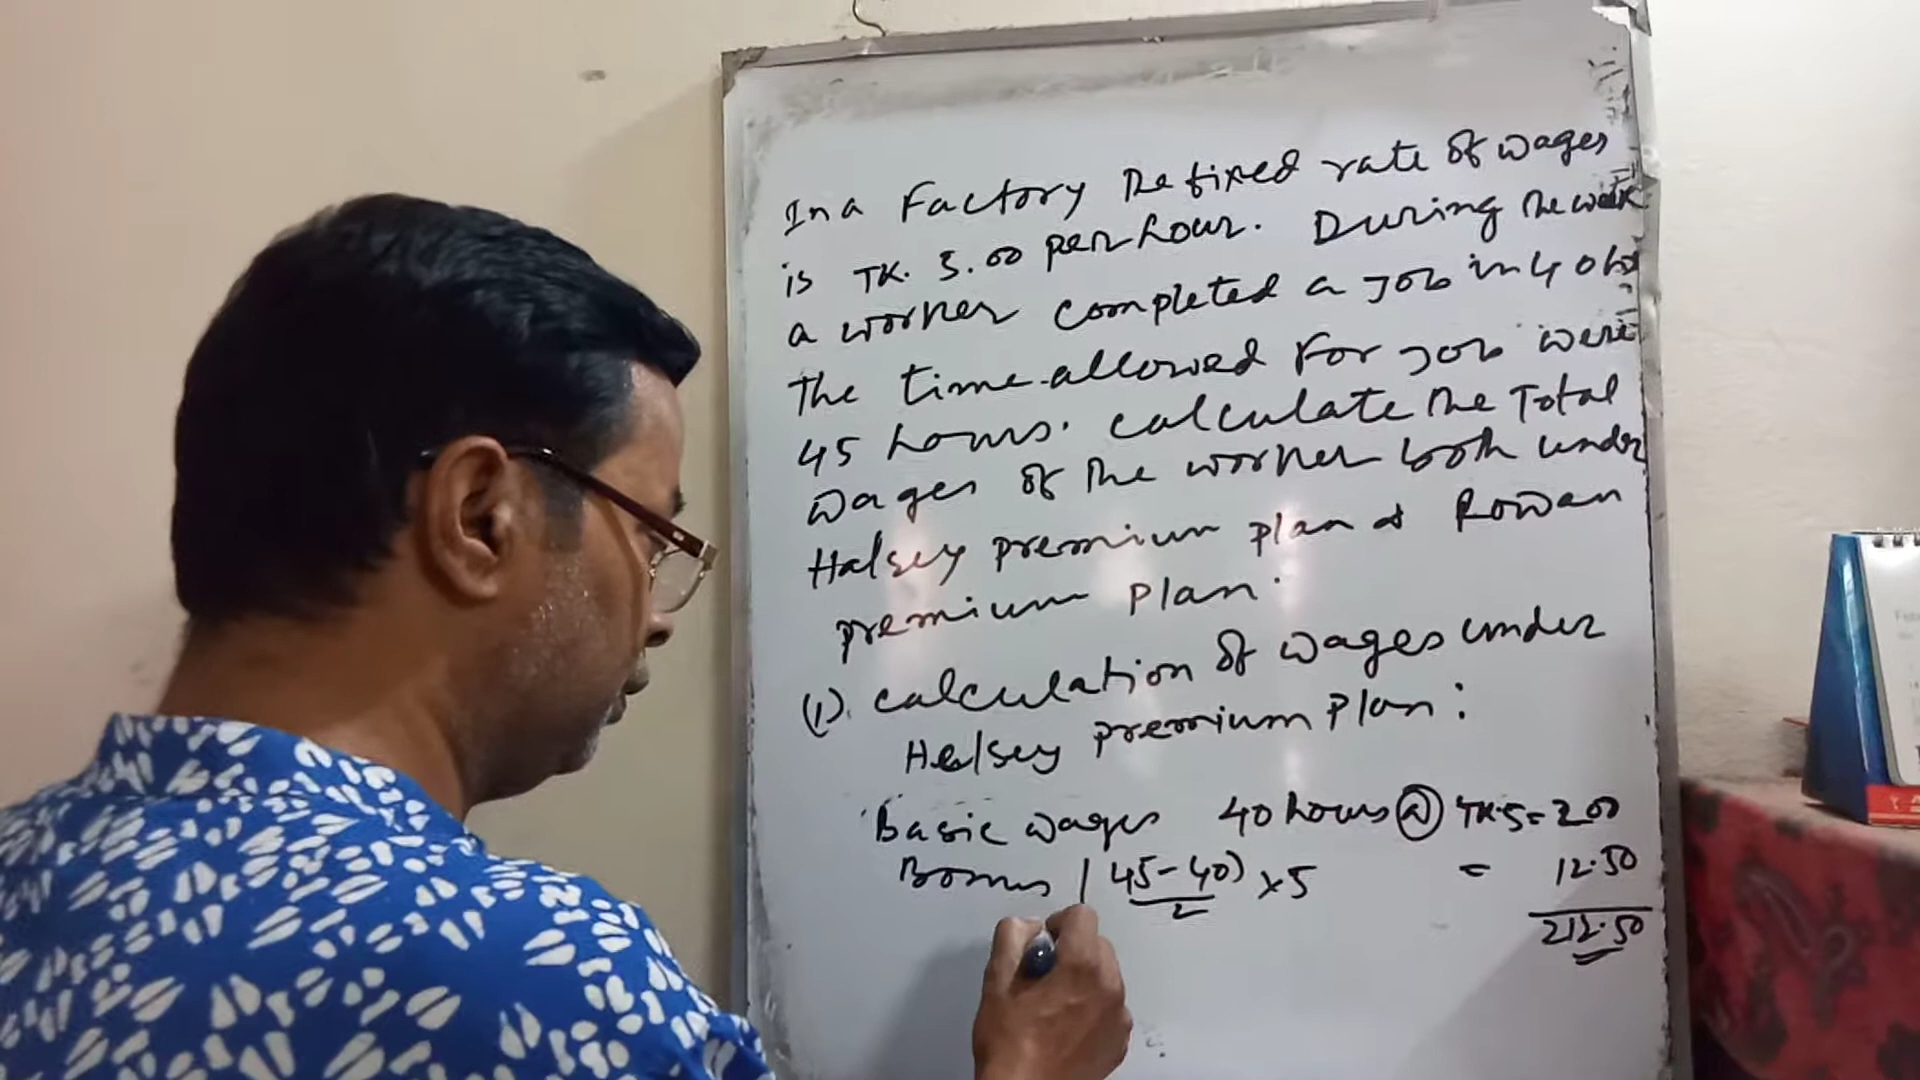 In a Factory the fixed rate of wages
is TK. 5.00 per hour. During the week
a worker completed a job in 40 hrs
The time allowed for job were
45 hours. calculate the Total
wages of the worker both under
Halsey premium plan & Rowan
premium plan.
(1). calculation of wages under
Halsey premium plan:
Basic wages 40 hours @ TK.5= 200
Bonus (45-40) x5 = 12.50
2
212.50